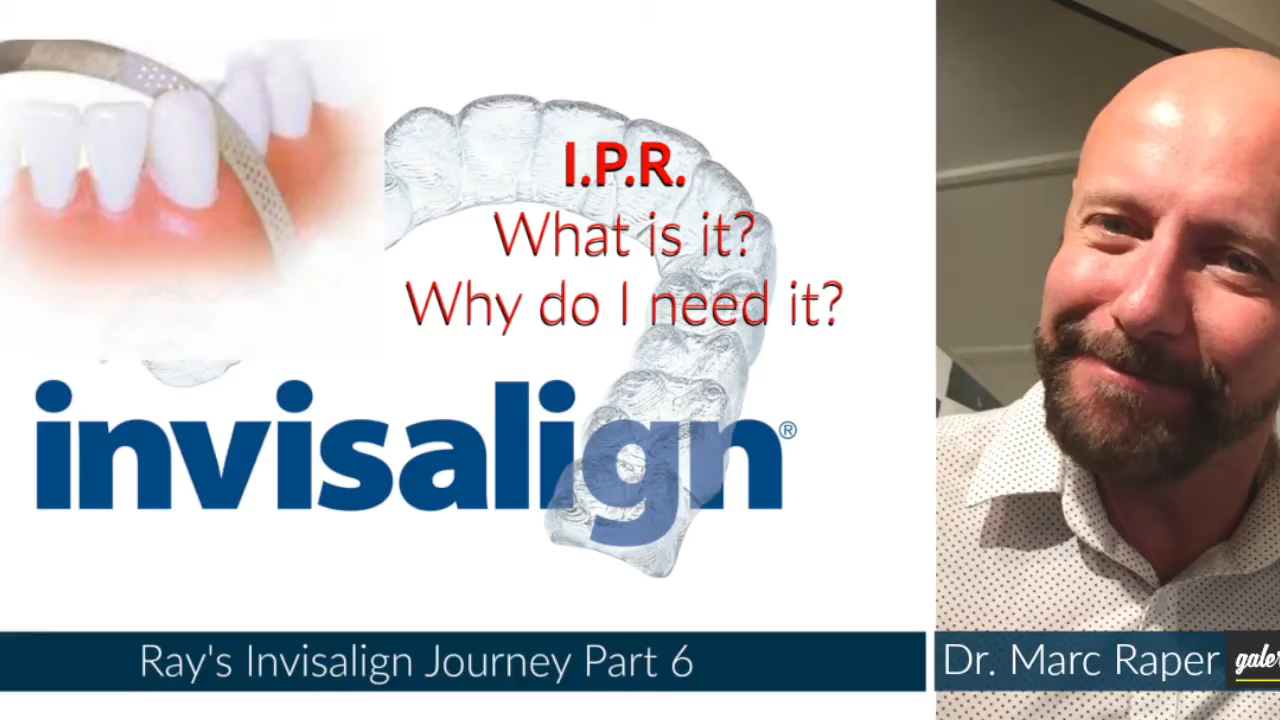 I.P.R.
What is it?
Why do I need it?
invisalign®
Ray's Invisalign Journey Part 6
Dr. Marc Raper